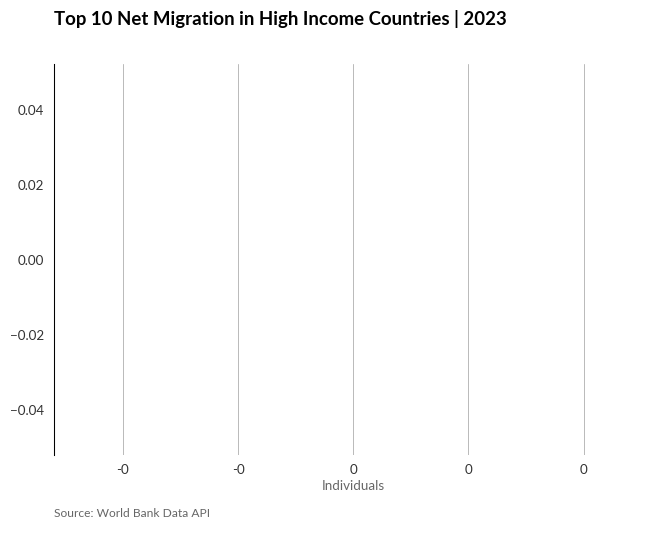 Top 10 Net Migration in High Income Countries | 2023
0.04
0.02
0.00
−0.02
−0.04
-0 -0 0 0 0
Individuals
Source: World Bank Data API